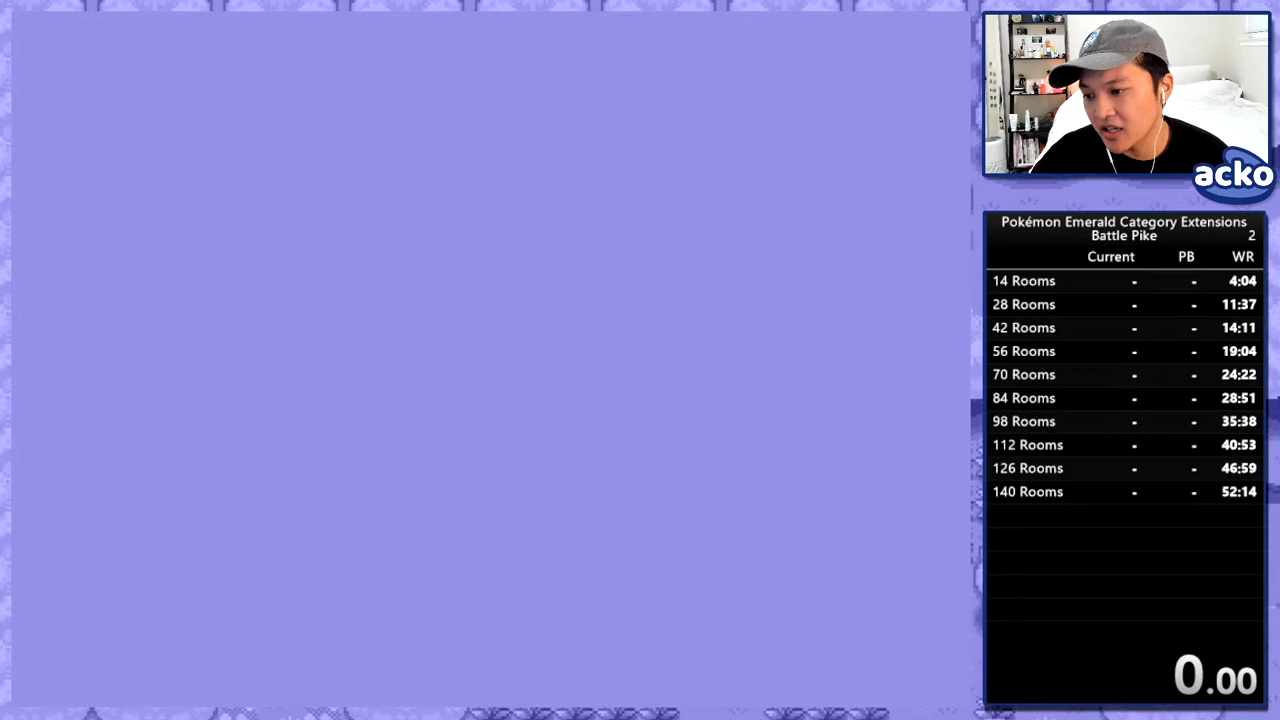 acko
Pokémon Emerald Category Extensions
Battle Pike 2
Current PB WR
14 Rooms - - 4:04
28 Rooms - - 11:37
42 Rooms - - 14:11
56 Rooms - - 19:04
70 Rooms - - 24:22
84 Rooms - - 28:51
98 Rooms - - 35:38
112 Rooms - - 40:53
126 Rooms - - 46:59
140 Rooms - - 52:14
0.00